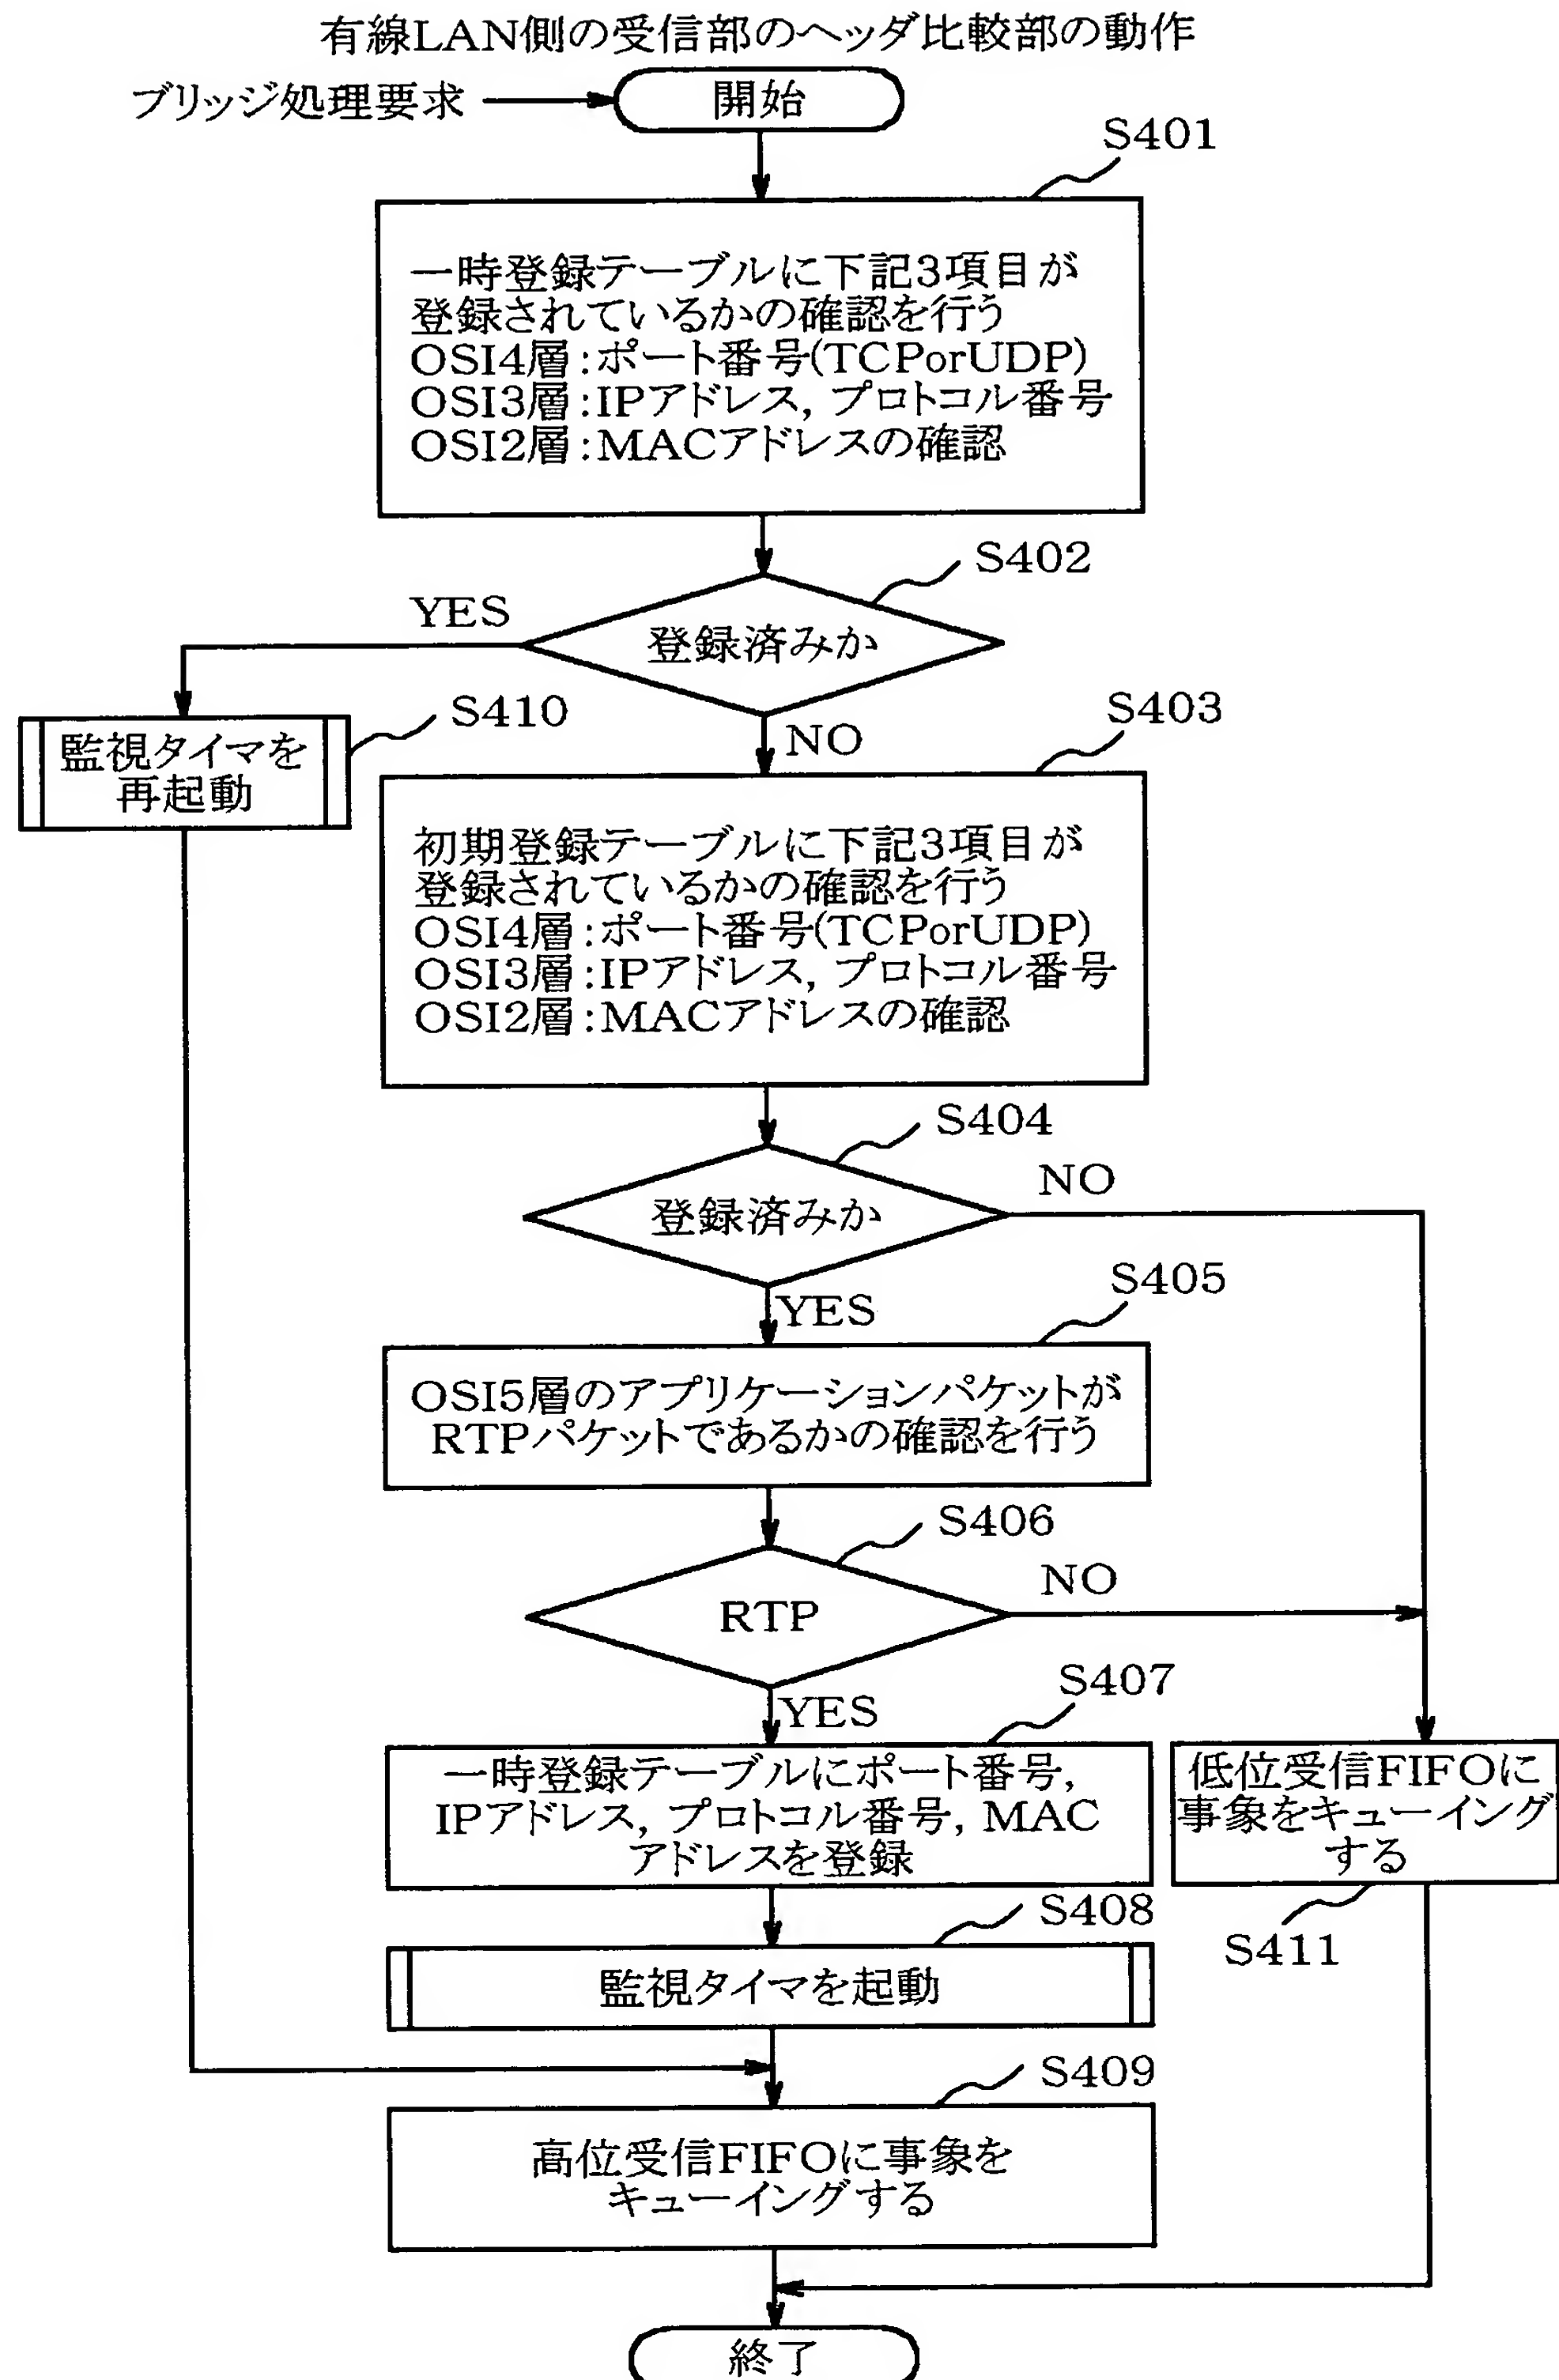 有線LAN側の受信部のヘッダ比較部の動作
ブリッジ処理要求
開始
S401
一時登録テーブルに下記3項目が
登録されているかの確認を行う
OSI4層:ポート番号(TCPorUDP)
OSI3層:IPアドレス, プロトコル番号
OSI2層:MACアドレスの確認
S402
YES
登録済みか
S410
監視タイマを
再起動
NO
S403
初期登録テーブルに下記3項目が
登録されているかの確認を行う
OSI4層:ポート番号(TCPorUDP)
OSI3層:IPアドレス, プロトコル番号
OSI2層:MACアドレスの確認
S404
NO
登録済みか
YES
S405
OSI5層のアプリケーションパケットが
RTPパケットであるかの確認を行う
S406
NO
RTP
YES
S407
一時登録テーブルにポート番号,
IPアドレス, プロトコル番号, MAC
アドレスを登録
低位受信FIFOに
事象をキューイング
する
S411
S408
監視タイマを起動
S409
高位受信FIFOに事象を
キューイングする
終了